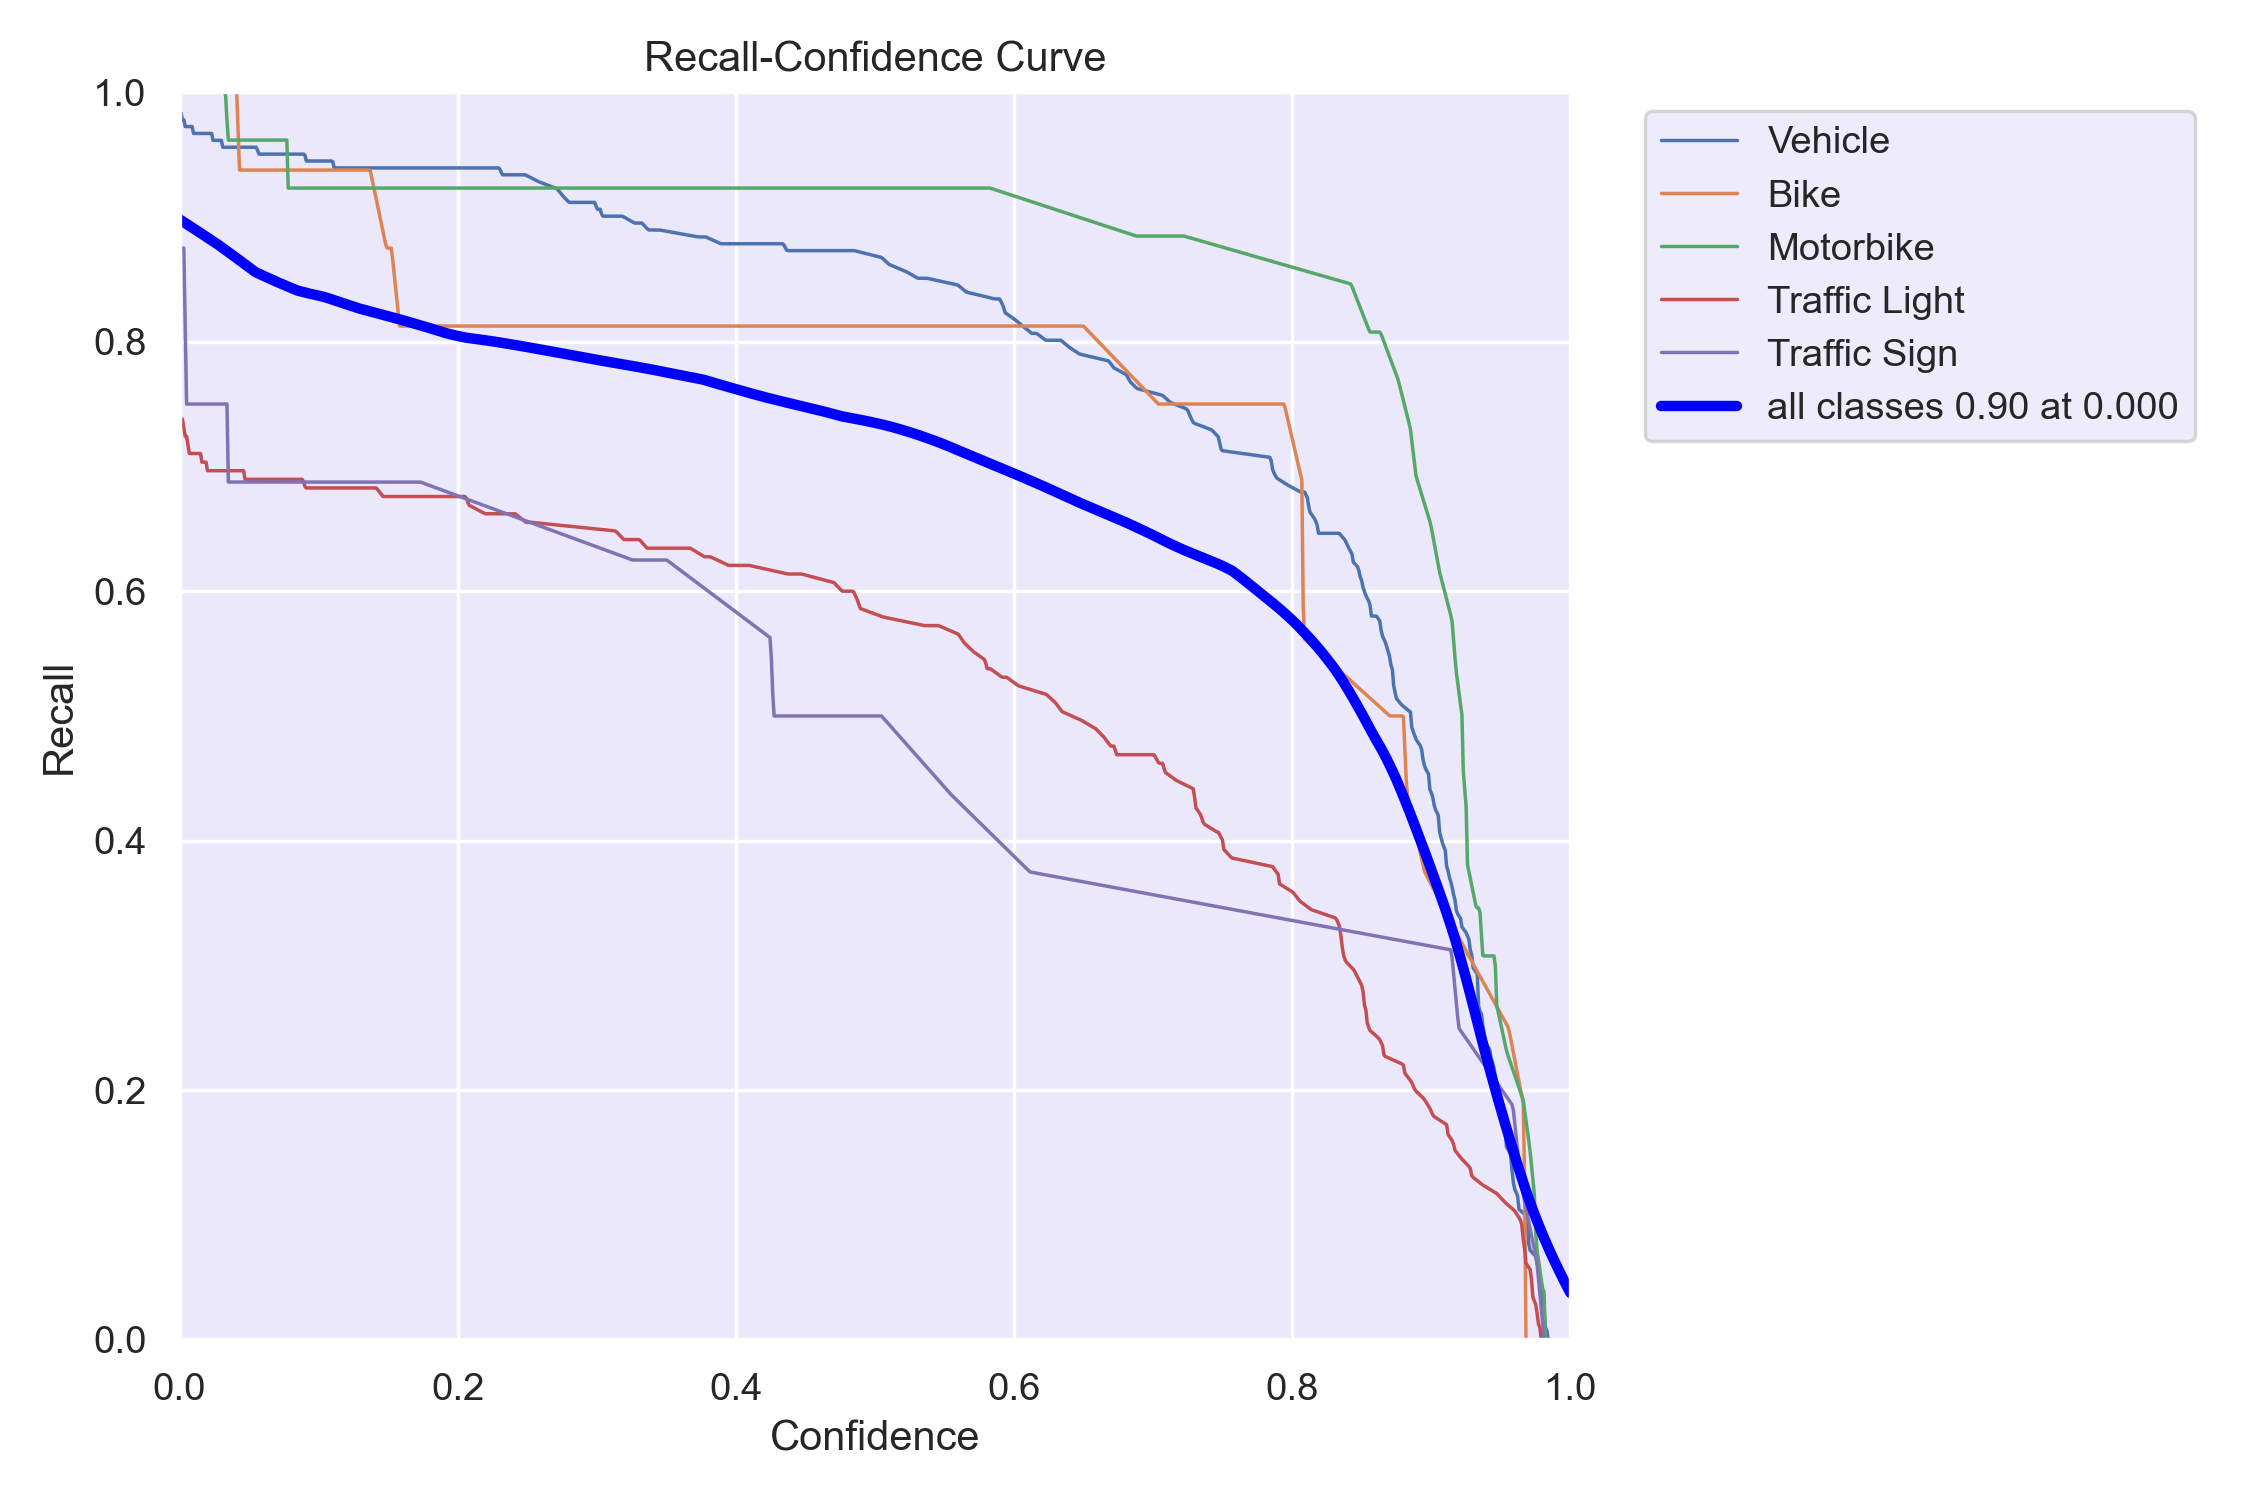 Recall-Confidence Curve
1.0
0.8
0.6
0.4
0.2
0.0
Recall
0.0 0.2 0.4 0.6 0.8 1.0
Confidence
Vehicle
Bike
Motorbike
Traffic Light
Traffic Sign
all classes 0.90 at 0.000